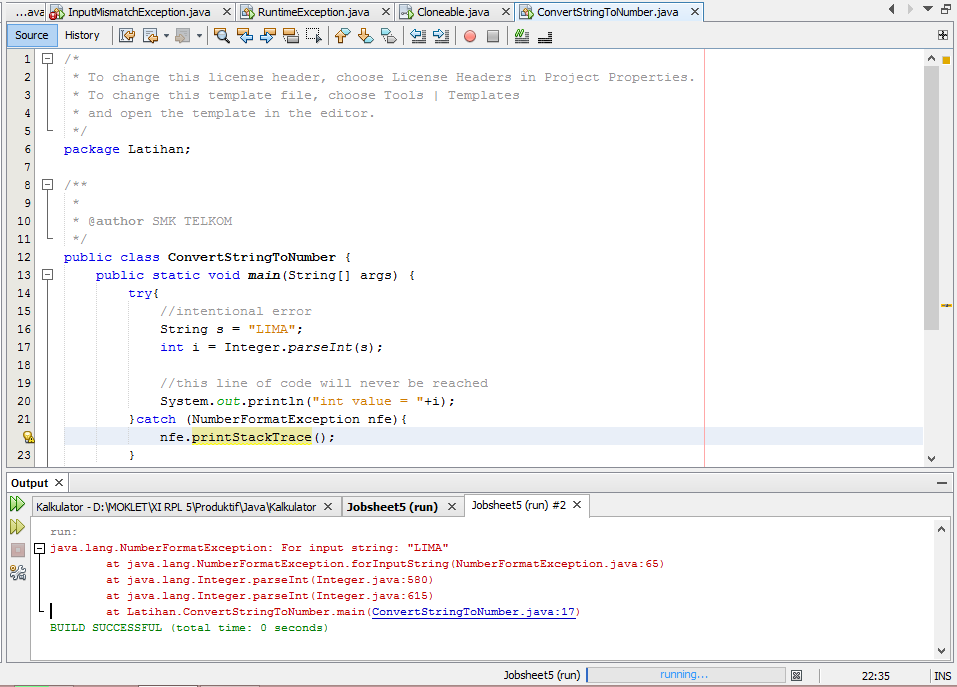 ...ava InputMismatchException.java RuntimeException.java Cloneable.java ConvertStringToNumber.java
Source History
1 /*
2 * To change this license header, choose License Headers in Project Properties.
3 * To change this template file, choose Tools | Templates
4 * and open the template in the editor.
5 */
6 package Latihan;
7
8 /**
9 *
10 * @author SMK TELKOM
11 */
12 public class ConvertStringToNumber {
13 public static void main(String[] args) {
14 try{
15 //intentional error
16 String s = "LIMA";
17 int i = Integer.parseInt(s);
18
19 //this line of code will never be reached
20 System.out.println("int value = "+i);
21 }catch (NumberFormatException nfe){
nfe.printStackTrace();
23 }
Output
Kalkulator - D:\MOKLET\XI RPL 5\Produktif\Java\Kalkulator Jobsheet5 (run) Jobsheet5 (run) #2
run:
java.lang.NumberFormatException: For input string: "LIMA"
at java.lang.NumberFormatException.forInputString(NumberFormatException.java:65)
at java.lang.Integer.parseInt(Integer.java:580)
at java.lang.Integer.parseInt(Integer.java:615)
at Latihan.ConvertStringToNumber.main(ConvertStringToNumber.java:17)
BUILD SUCCESSFUL (total time: 0 seconds)
Jobsheet5 (run) running... 22:35 INS